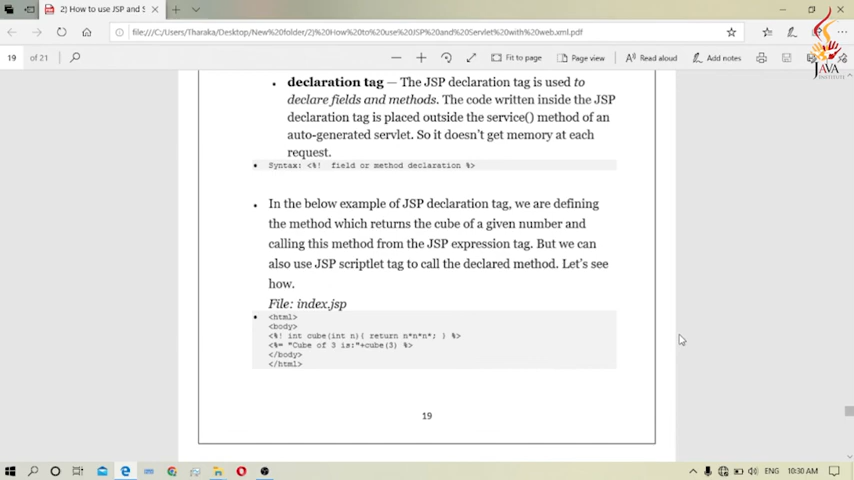 2) How to use JSP and S
file:///C:/Users/Tharaka/Desktop/New%20folder/2)%20How%20to%20use%20JSP%20and%20Servlet%20with%20web.xml.pdf
19 of 21
Fit to page
Page view
Read aloud
Add notes
JAVA
INSTITUTE
• declaration tag — The JSP declaration tag is used to
declare fields and methods. The code written inside the JSP
declaration tag is placed outside the service() method of an
auto-generated servlet. So it doesn't get memory at each
request.
• Syntax: <%! field or method declaration %>
• In the below example of JSP declaration tag, we are defining
the method which returns the cube of a given number and
calling this method from the JSP expression tag. But we can
also use JSP scriptlet tag to call the declared method. Let's see
how.
File: index.jsp
• <html>
<body>
<%! int cube(int n){ return n*n*n*; } %>
<%= "Cube of 3 is:"+cube(3) %>
</body>
</html>
19
ENG
10:30 AM